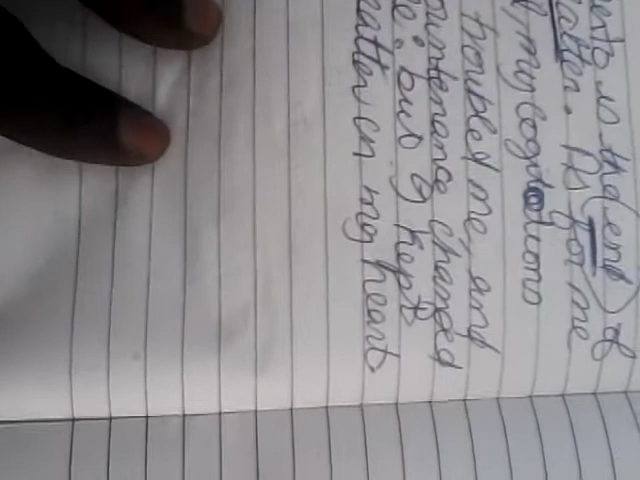 is the (end) of
matter. As for me
my cogitations
troubled me, and
countenance changed
me: but I kept
matter in my heart